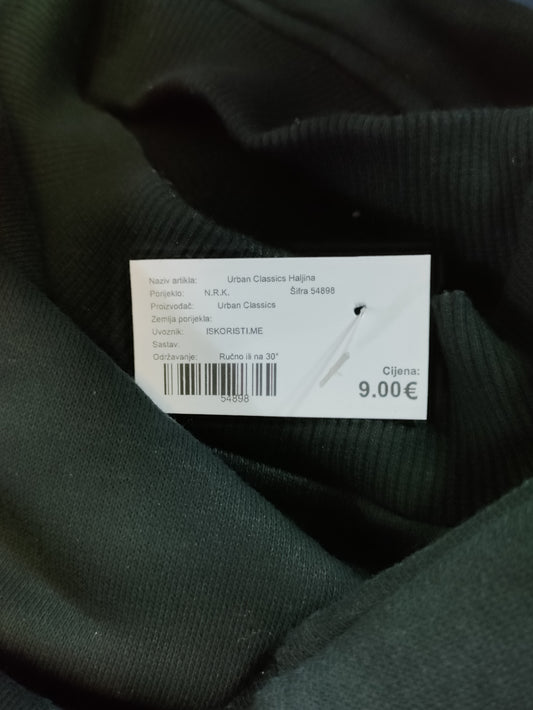 Naziv artikla: Urban Classics Haljina
Porijeklo: N.R.K. Šifra 54898
Proizvođač: Urban Classics
Zemlja porijekla:
Uvoznik: ISKORISTI.ME
Sastav:
Održavanje: Ručno ili na 30°
54898
Cijena:
9.00€